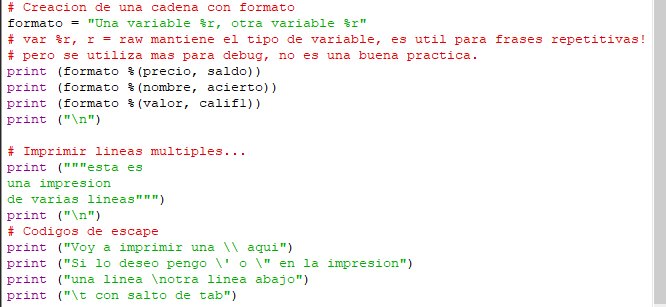 # Creacion de una cadena con formato
formato = "Una variable %r, otra variable %r"
# var %r, r = raw mantiene el tipo de variable, es util para frases repetitivas!
# pero se utiliza mas para debug, no es una buena practica.
print (formato %(precio, saldo))
print (formato %(nombre, acierto))
print (formato %(valor, calif1))
print ("\n")
# Imprimir lineas multiples...
print ("""esta es
una impresion
de varias lineas""")
print ("\n")
# Codigos de escape
print ("Voy a imprimir una \\ aqui")
print ("Si lo deseo pengo \' o \" en la impresion")
print ("una linea \notra linea abajo")
print ("\t con salto de tab")